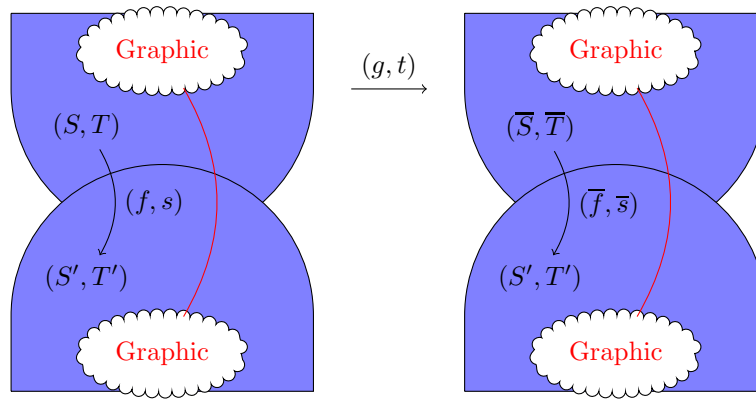 Graphic
(S, T)
(f, s)
(S′, T′)
Graphic
(g, t)
Graphic
(S̅, T̅)
(f̅, s̅)
(S′, T′)
Graphic